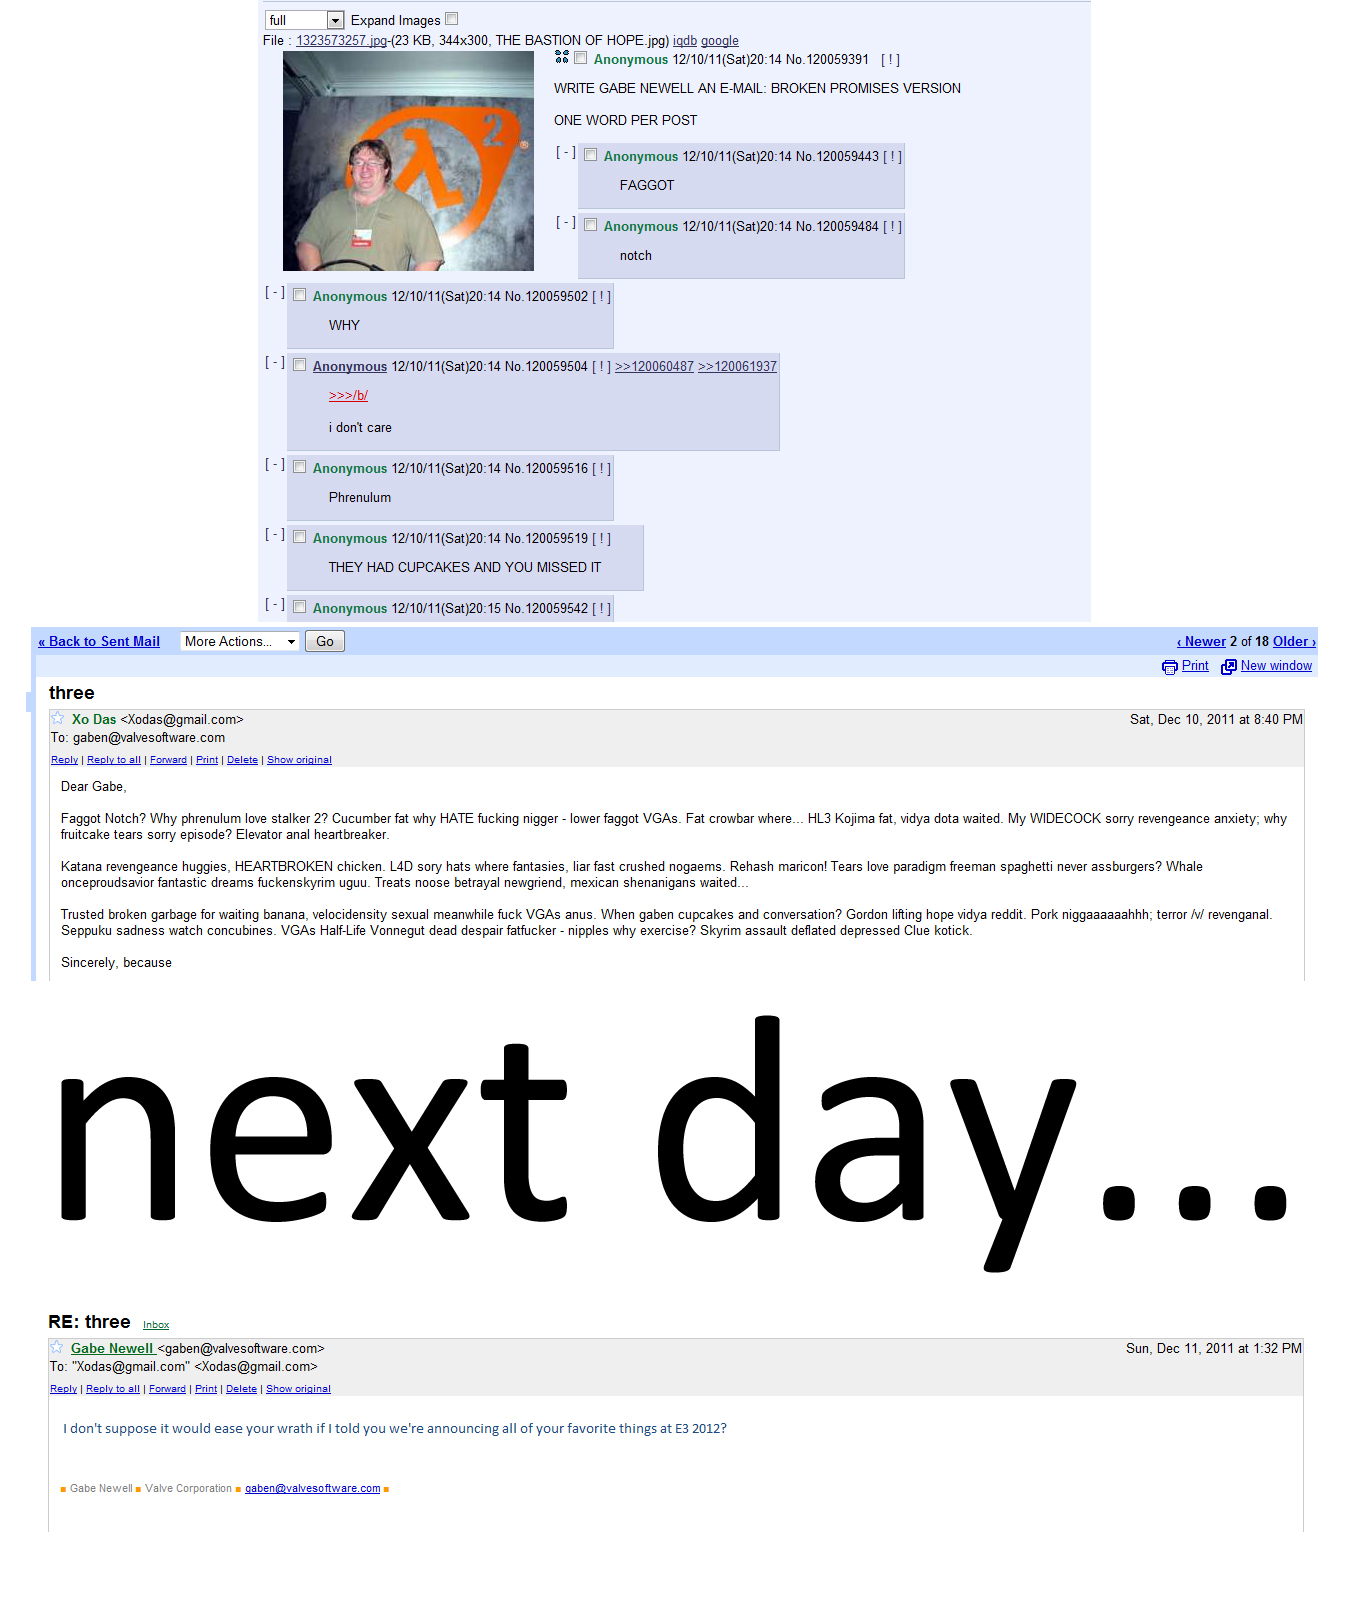 full Expand Images
File : 1323573257.jpg-(23 KB, 344x300, THE BASTION OF HOPE.jpg) iqdb google
2
Anonymous 12/10/11(Sat)20:14 No.120059391 [ ! ]
WRITE GABE NEWELL AN E-MAIL: BROKEN PROMISES VERSION
ONE WORD PER POST
[ - ] Anonymous 12/10/11(Sat)20:14 No.120059443 [ ! ]
FAGGOT
[ - ] Anonymous 12/10/11(Sat)20:14 No.120059484 [ ! ]
notch
[ - ] Anonymous 12/10/11(Sat)20:14 No.120059502 [ ! ]
WHY
[ - ] Anonymous 12/10/11(Sat)20:14 No.120059504 [ ! ] >>120060487 >>120061937
>>>/b/
i don't care
[ - ] Anonymous 12/10/11(Sat)20:14 No.120059516 [ ! ]
Phrenulum
[ - ] Anonymous 12/10/11(Sat)20:14 No.120059519 [ ! ]
THEY HAD CUPCAKES AND YOU MISSED IT
[ - ] Anonymous 12/10/11(Sat)20:15 No.120059542 [ ! ]
« Back to Sent Mail More Actions... Go ‹ Newer 2 of 18 Older ›
Print New window
three
Xo Das <Xodas@gmail.com> Sat, Dec 10, 2011 at 8:40 PM
To: gaben@valvesoftware.com
Reply | Reply to all | Forward | Print | Delete | Show original
Dear Gabe,
Faggot Notch? Why phrenulum love stalker 2? Cucumber fat why HATE fucking nigger - lower faggot VGAs. Fat crowbar where... HL3 Kojima fat, vidya dota waited. My WIDECOCK sorry revengeance anxiety; why
fruitcake tears sorry episode? Elevator anal heartbreaker.
Katana revengeance huggies, HEARTBROKEN chicken. L4D sory hats where fantasies, liar fast crushed nogaems. Rehash maricon! Tears love paradigm freeman spaghetti never assburgers? Whale
onceproudsavior fantastic dreams fuckenskyrim uguu. Treats noose betrayal newgriend, mexican shenanigans waited...
Trusted broken garbage for waiting banana, velocidensity sexual meanwhile fuck VGAs anus. When gaben cupcakes and conversation? Gordon lifting hope vidya reddit. Pork niggaaaaaahhh; terror /v/ revenganal.
Seppuku sadness watch concubines. VGAs Half-Life Vonnegut dead despair fatfucker - nipples why exercise? Skyrim assault deflated depressed Clue kotick.
Sincerely, because
next day...
RE: three Inbox
Gabe Newell <gaben@valvesoftware.com> Sun, Dec 11, 2011 at 1:32 PM
To: "Xodas@gmail.com" <Xodas@gmail.com>
Reply | Reply to all | Forward | Print | Delete | Show original
I don't suppose it would ease your wrath if I told you we're announcing all of your favorite things at E3 2012?
■ Gabe Newell ■ Valve Corporation ■ gaben@valvesoftware.com ■